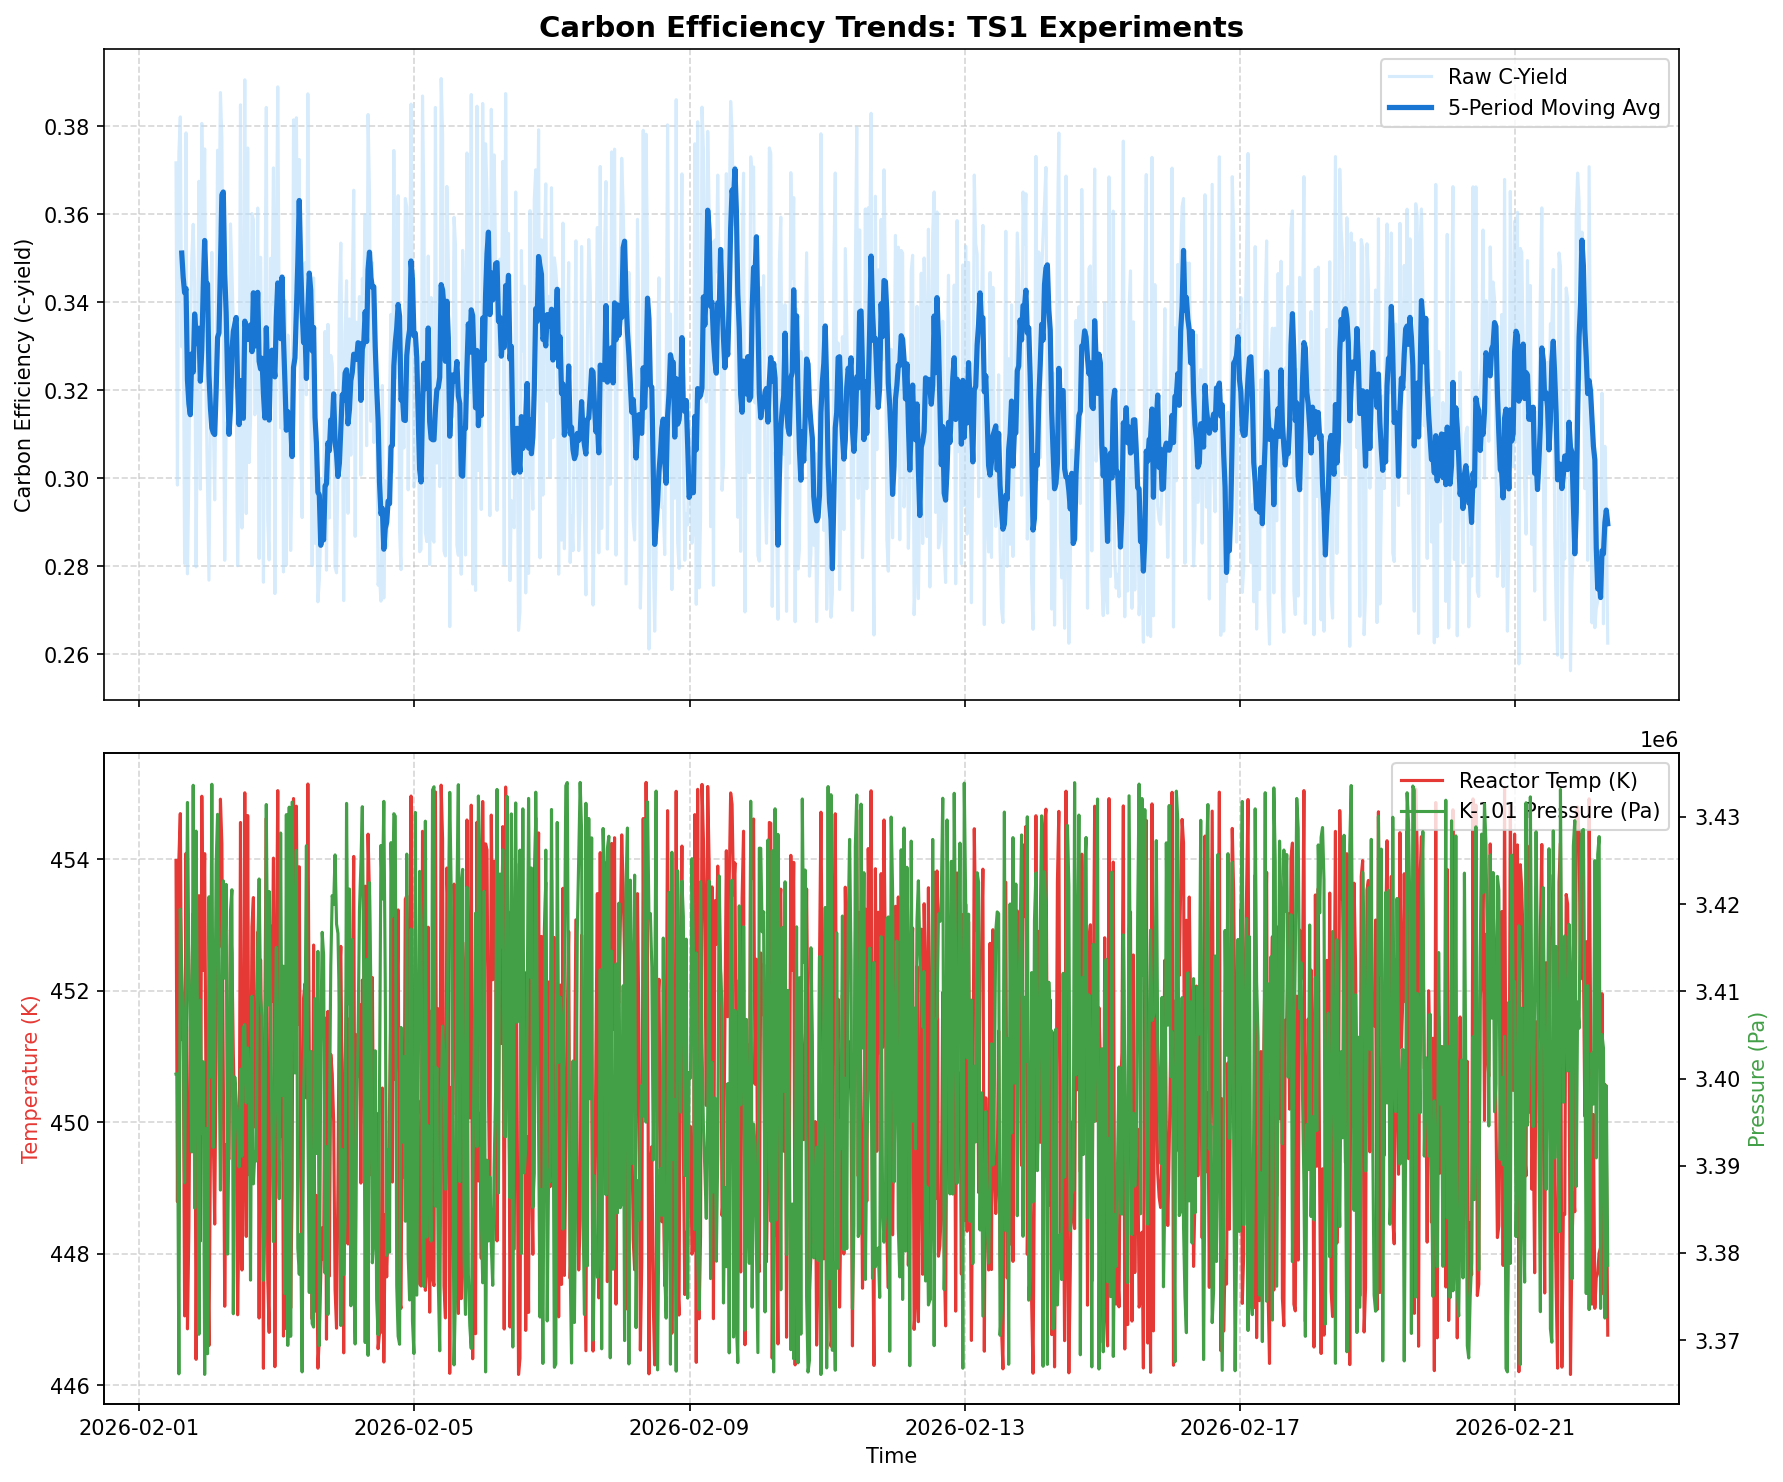 Carbon Efficiency Trends: TS1 Experiments
Raw C-Yield
5-Period Moving Avg
Carbon Efficiency (c-yield)
0.38
0.36
0.34
0.32
0.30
0.28
0.26
1e6
Reactor Temp (K)
K-101 Pressure (Pa)
Temperature (K)
454
452
450
448
446
3.43
3.42
3.41
3.40
3.39
3.38
3.37
Pressure (Pa)
2026-02-01 2026-02-05 2026-02-09 2026-02-13 2026-02-17 2026-02-21
Time